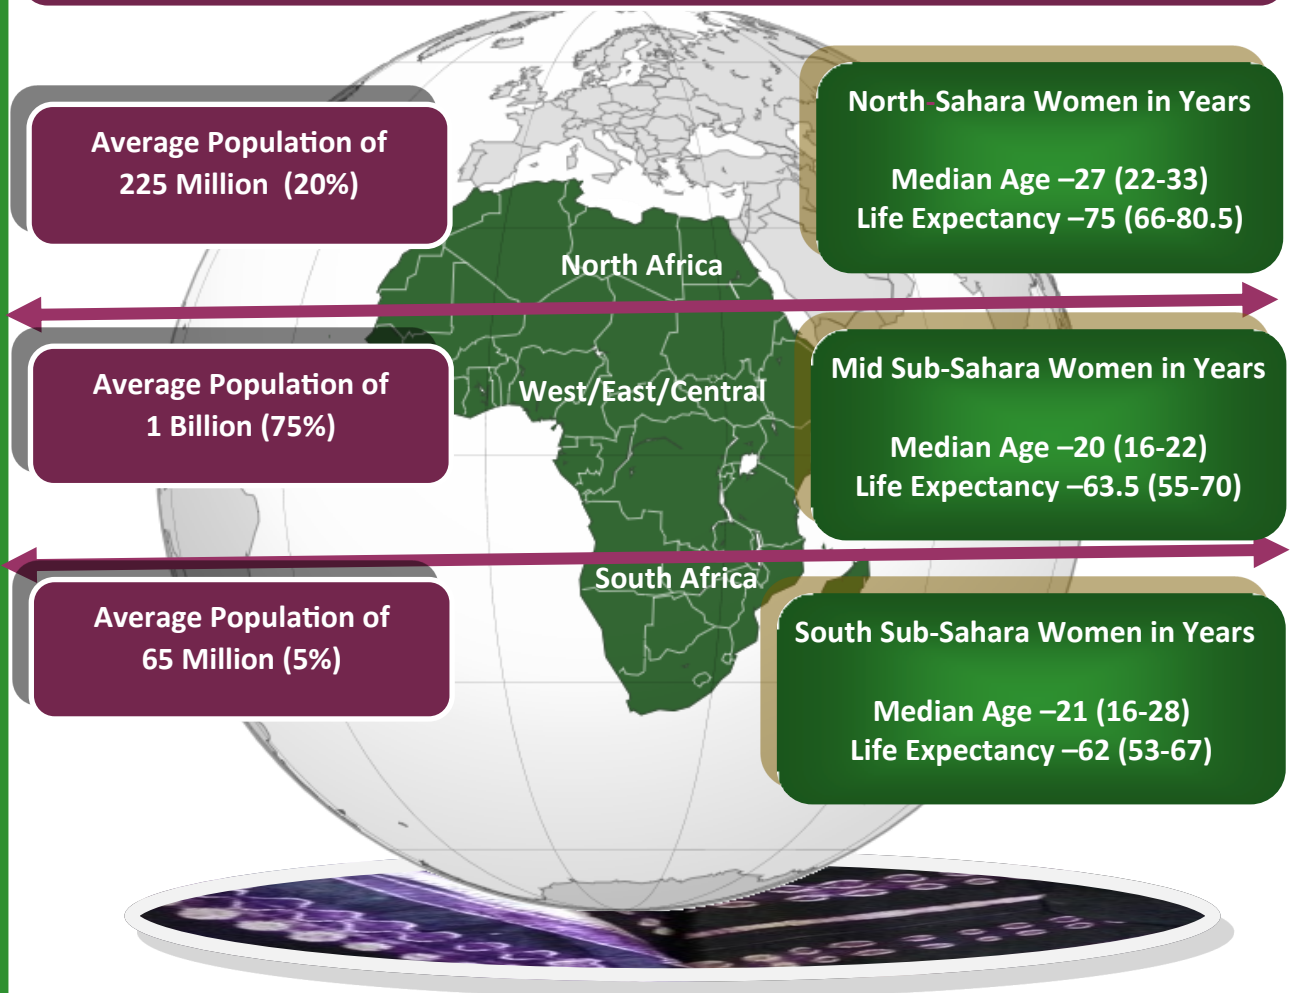 Average Population of
225 Million  (20%)
North-Sahara Women in Years
Median Age –27 (22-33)
Life Expectancy –75 (66-80.5)
North Africa
Average Population of
1 Billion (75%)
West/East/Central
Mid Sub-Sahara Women in Years
Median Age –20 (16-22)
Life Expectancy –63.5 (55-70)
South Africa
Average Population of
65 Million (5%)
South Sub-Sahara Women in Years
Median Age –21 (16-28)
Life Expectancy –62 (53-67)